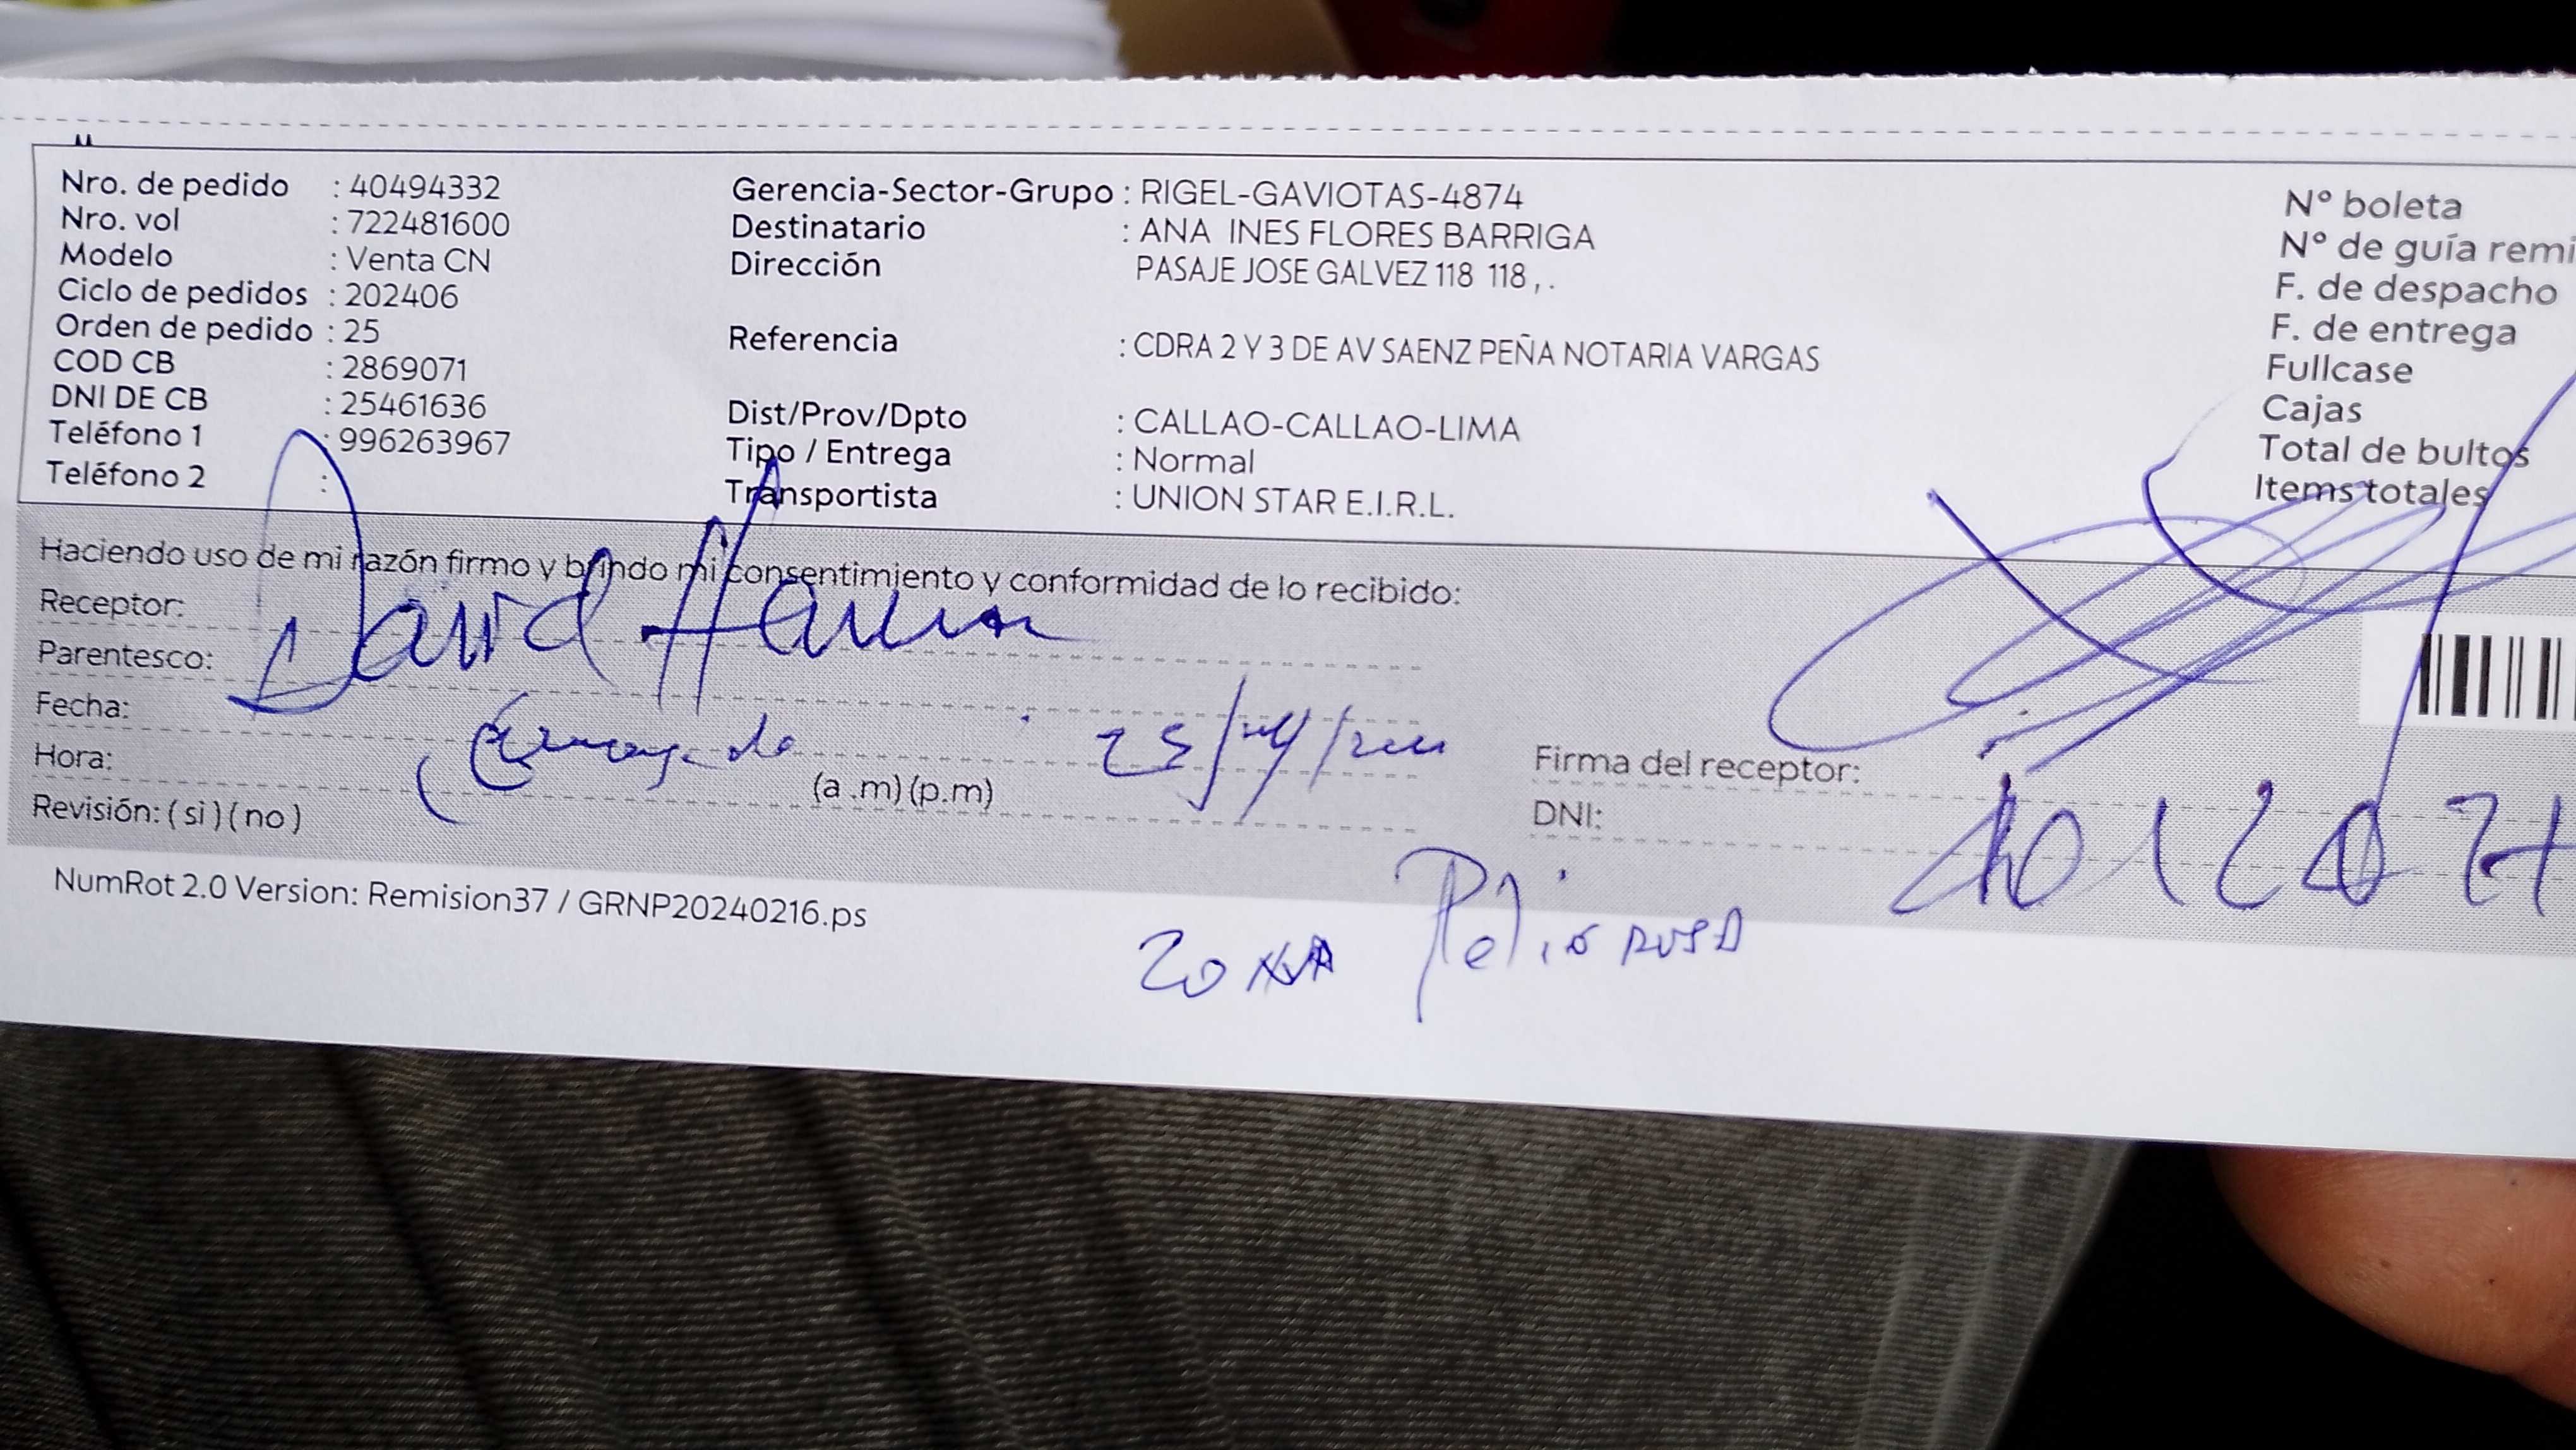 Nro. de pedido : 40494332
Nro. vol : 722481600
Modelo : Venta CN
Ciclo de pedidos : 202406
Orden de pedido : 25
COD CB : 2869071
DNI DE CB : 25461636
Teléfono 1 : 996263967
Teléfono 2 :
Gerencia-Sector-Grupo : RIGEL-GAVIOTAS-4874
Destinatario : ANA INES FLORES BARRIGA
Dirección PASAJE JOSE GALVEZ 118 118 , .
Referencia : CDRA 2 Y 3 DE AV SAENZ PEÑA NOTARIA VARGAS
Dist/Prov/Dpto : CALLAO-CALLAO-LIMA
Tipo / Entrega : Normal
Transportista : UNION STAR E.I.R.L.
Nº boleta
Nº de guía remi
F. de despacho
F. de entrega
Fullcase
Cajas
Total de bultos
Items totales
Haciendo uso de mi razón firmo y brindo mi consentimiento y conformidad de lo recibido:
Receptor: David
Parentesco:
Fecha:
Hora: (a .m) (p.m)
Revisión: ( si ) ( no )
Firma del receptor:
DNI:
NumRot 2.0 Version: Remision37 / GRNP20240216.ps
ZONA PeliGROSA